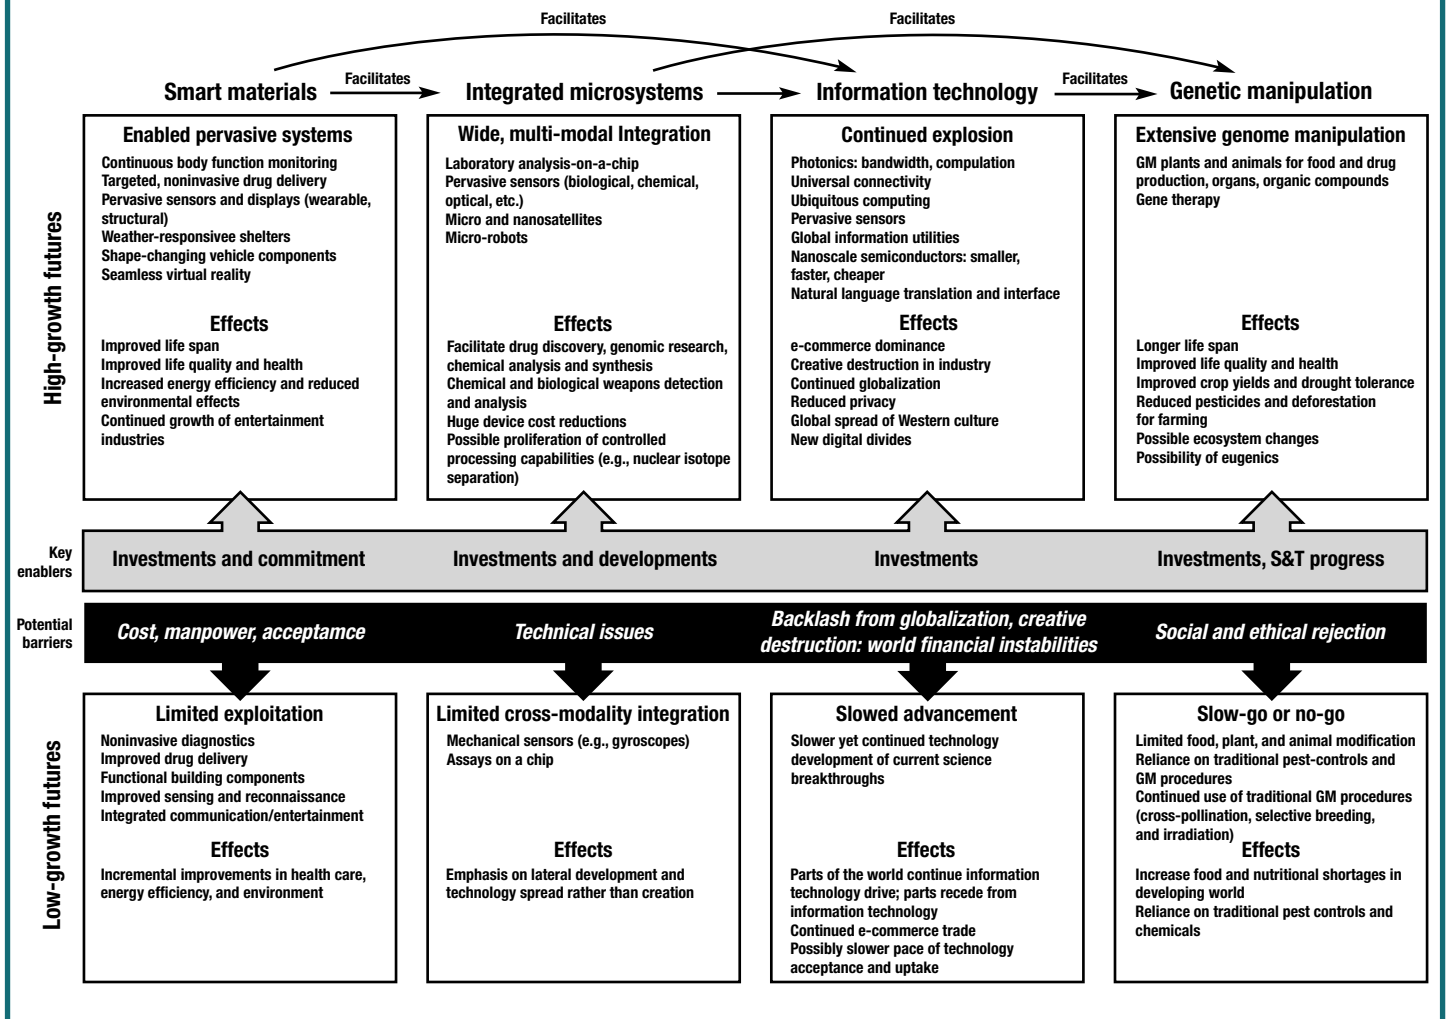 Facilitates
Facilitates
Facilitates
Facilitates
Smart materials
Integrated microsystems
Information technology
Genetic manipulation
High-growth futures
Enabled pervasive systems
Continuous body function monitoring
Targeted, noninvasive drug delivery
Pervasive sensors and displays (wearable,
structural)
Weather-responsivee shelters
Shape-changing vehicle components
Seamless virtual reality
Effects
Improved life span
Improved life quality and health
Increased energy efficiency and reduced
environmental effects
Continued growth of entertainment
industries
Wide, multi-modal Integration
Laboratory analysis-on-a-chip
Pervasive sensors (biological, chemical,
optical, etc.)
Micro and nanosatellites
Micro-robots
Effects
Facilitate drug discovery, genomic research,
chemical analysis and synthesis
Chemical and biological weapons detection
and analysis
Huge device cost reductions
Possible proliferation of controlled
processing capabilities (e.g., nuclear isotope
separation)
Continued explosion
Photonics: bandwidth, compulation
Universal connectivity
Ubiquitous computing
Pervasive sensors
Global information utilities
Nanoscale semiconductors: smaller,
faster, cheaper
Natural language translation and interface
Effects
e-commerce dominance
Creative destruction in industry
Continued globalization
Reduced privacy
Global spread of Western culture
New digital divides
Extensive genome manipulation
GM plants and animals for food and drug
production, organs, organic compounds
Gene therapy
Effects
Longer life span
Improved life quality and health
Improved crop yields and drought tolerance
Reduced pesticides and deforestation
for farming
Possible ecosystem changes
Possibility of eugenics
Key
enablers
Investments and commitment
Investments and developments
Investments
Investments, S&T progress
Potential
barriers
Cost, manpower, acceptamce
Technical issues
Backlash from globalization, creative
destruction: world financial instabilities
Social and ethical rejection
Low-growth futures
Limited exploitation
Noninvasive diagnostics
Improved drug delivery
Functional building components
Improved sensing and reconnaissance
Integrated communication/entertainment
Effects
Incremental improvements in health care,
energy efficiency, and environment
Limited cross-modality integration
Mechanical sensors (e.g., gyroscopes)
Assays on a chip
Effects
Emphasis on lateral development and
technology spread rather than creation
Slowed advancement
Slower yet continued technology
development of current science
breakthroughs
Effects
Parts of the world continue information
technology drive; parts recede from
information technology
Continued e-commerce trade
Possibly slower pace of technology
acceptance and uptake
Slow-go or no-go
Limited food, plant, and animal modification
Reliance on traditional pest-controls and
GM procedures
Continued use of traditional GM procedures
(cross-pollination, selective breeding,
and irradiation)
Effects
Increase food and nutritional shortages in
developing world
Reliance on traditional pest controls and
chemicals